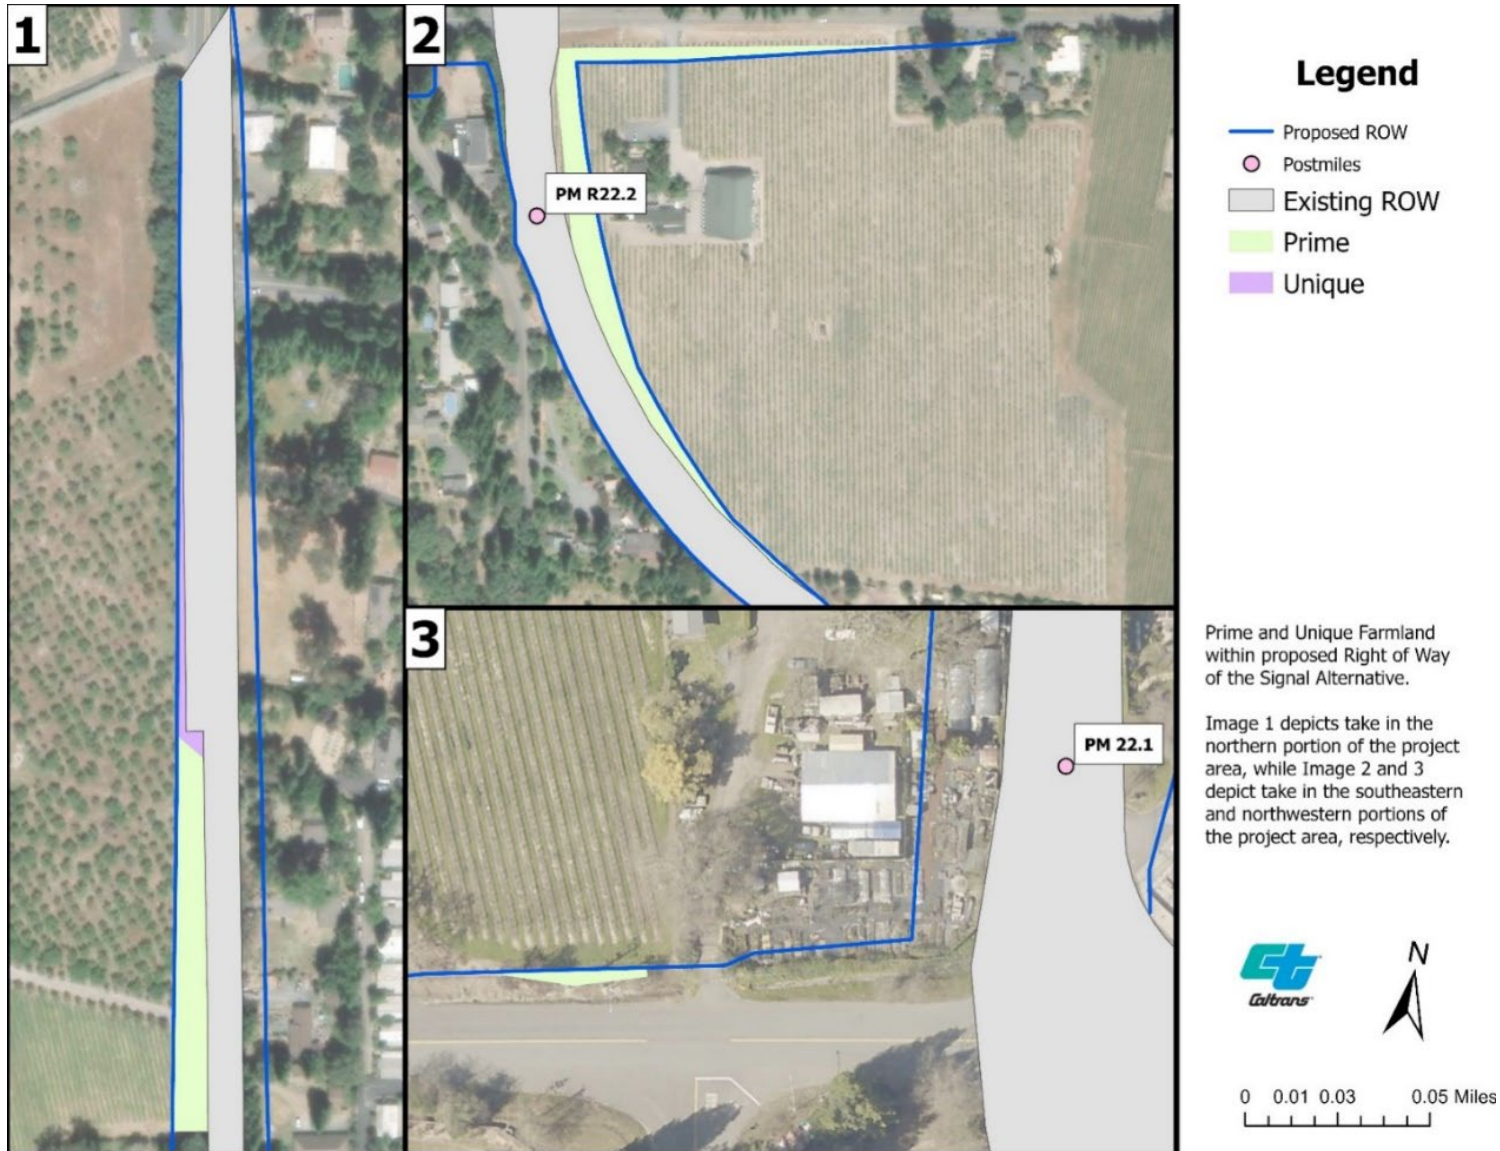 1
2
PM R22.2
3
PM 22.1
Legend
Proposed ROW
Postmiles
Existing ROW
Prime
Unique
Prime and Unique Farmland
within proposed Right of Way
of the Signal Alternative.
Image 1 depicts take in the
northern portion of the project
area, while Image 2 and 3
depict take in the southeastern
and northwestern portions of
the project area, respectively.
Ct
Caltrans
N
0 0.01 0.03 0.05 Miles